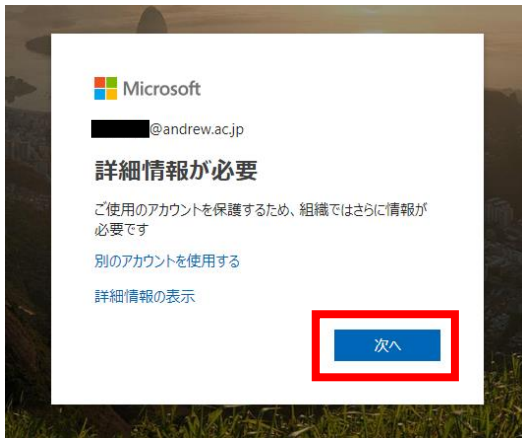 Microsoft
@andrew.ac.jp
詳細情報が必要
ご使用のアカウントを保護するため、組織ではさらに情報が
必要です
別のアカウントを使用する
詳細情報の表示
次へ